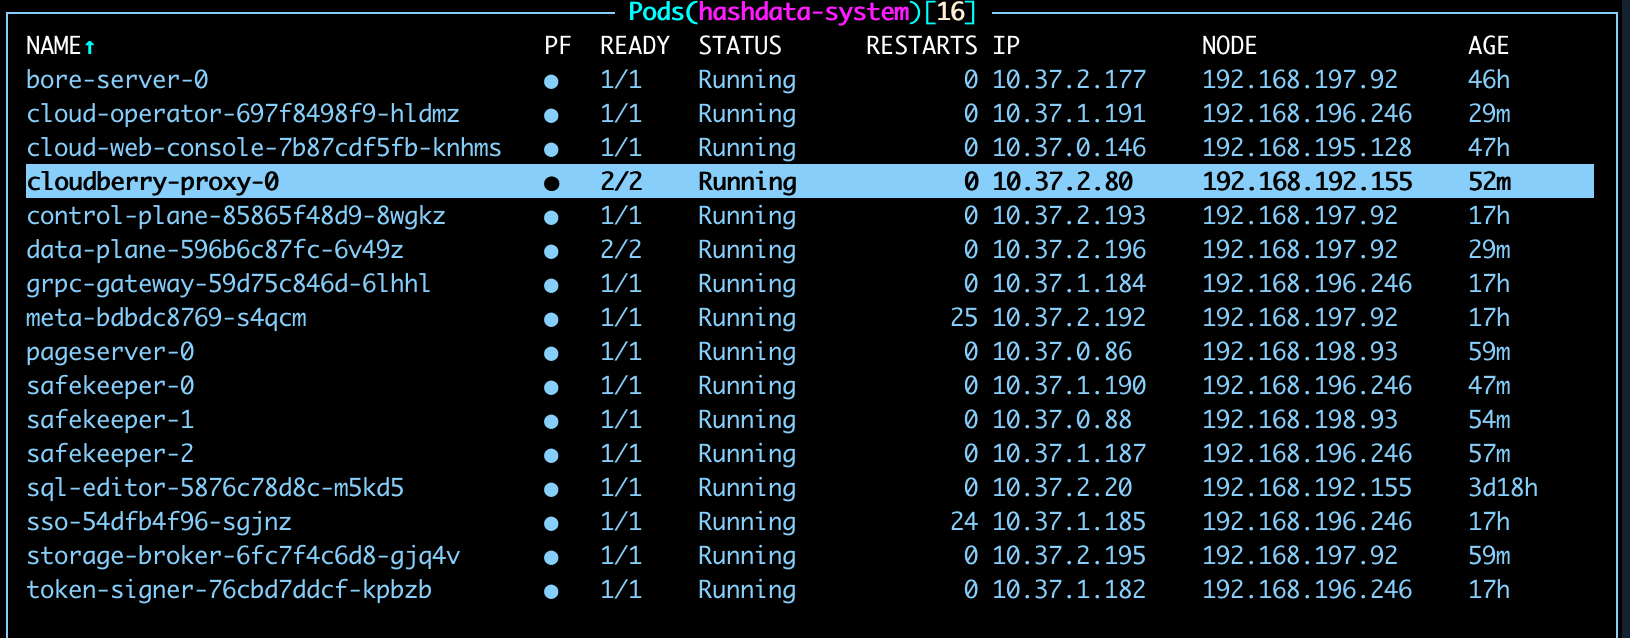 Pods(hashdata-system)[16]
NAME↑ PF READY STATUS RESTARTS IP NODE AGE
bore-server-0 ● 1/1 Running 0 10.37.2.177 192.168.197.92 46h
cloud-operator-697f8498f9-hldmz ● 1/1 Running 0 10.37.1.191 192.168.196.246 29m
cloud-web-console-7b87cdf5fb-knhms ● 1/1 Running 0 10.37.0.146 192.168.195.128 47h
cloudberry-proxy-0 ● 2/2 Running 0 10.37.2.80 192.168.192.155 52m
control-plane-85865f48d9-8wgkz ● 1/1 Running 0 10.37.2.193 192.168.197.92 17h
data-plane-596b6c87fc-6v49z ● 2/2 Running 0 10.37.2.196 192.168.197.92 29m
grpc-gateway-59d75c846d-6lhhl ● 1/1 Running 0 10.37.1.184 192.168.196.246 17h
meta-bdbdc8769-s4qcm ● 1/1 Running 25 10.37.2.192 192.168.197.92 17h
pageserver-0 ● 1/1 Running 0 10.37.0.86 192.168.198.93 59m
safekeeper-0 ● 1/1 Running 0 10.37.1.190 192.168.196.246 47m
safekeeper-1 ● 1/1 Running 0 10.37.0.88 192.168.198.93 54m
safekeeper-2 ● 1/1 Running 0 10.37.1.187 192.168.196.246 57m
sql-editor-5876c78d8c-m5kd5 ● 1/1 Running 0 10.37.2.20 192.168.192.155 3d18h
sso-54dfb4f96-sgjnz ● 1/1 Running 24 10.37.1.185 192.168.196.246 17h
storage-broker-6fc7f4c6d8-gjq4v ● 1/1 Running 0 10.37.2.195 192.168.197.92 59m
token-signer-76cbd7ddcf-kpbzb ● 1/1 Running 0 10.37.1.182 192.168.196.246 17h